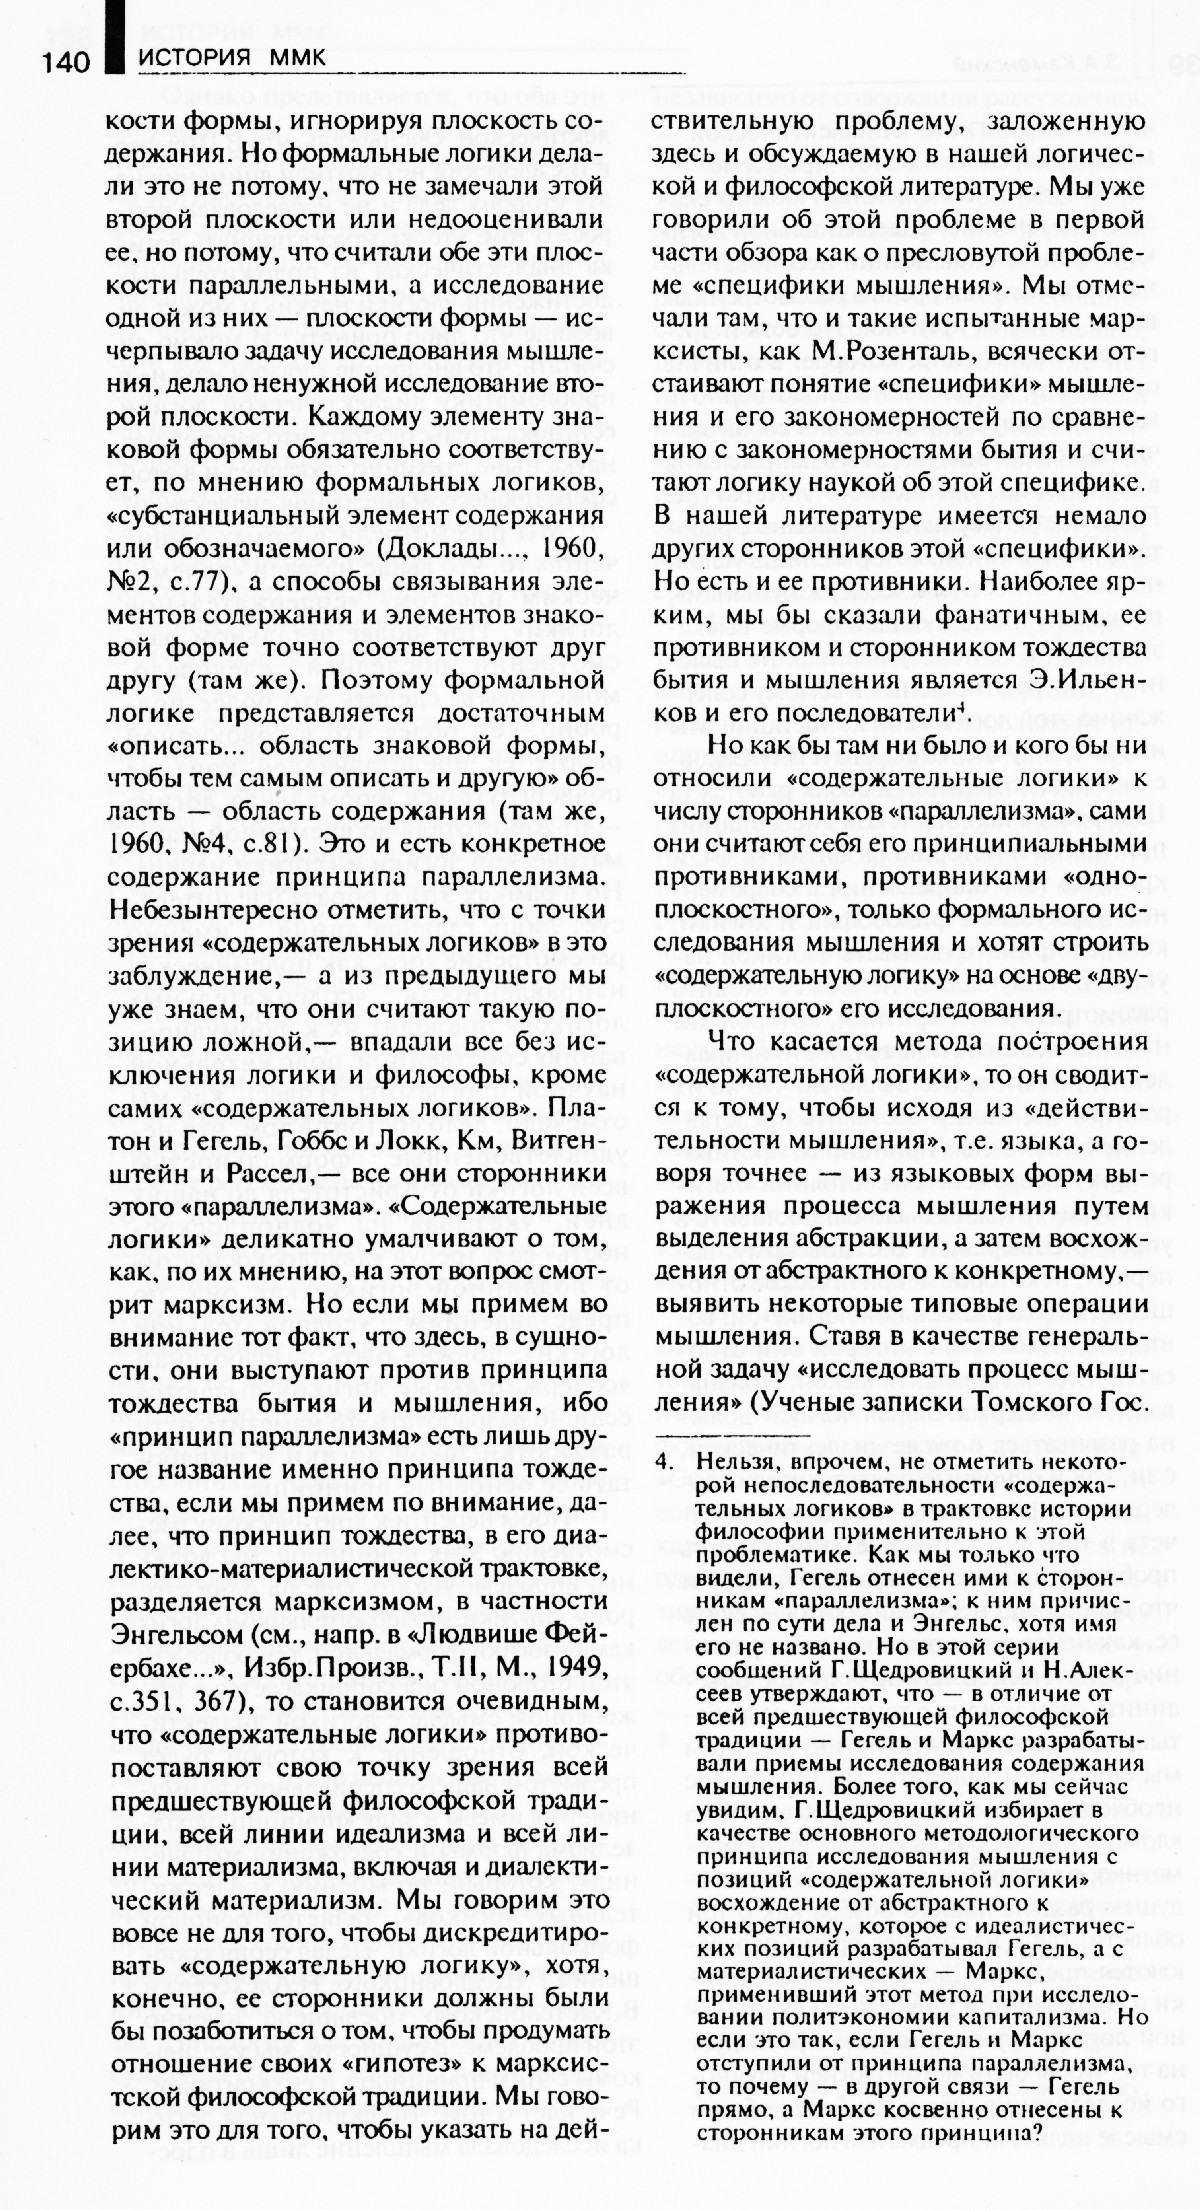 140
ИСТОРИЯ ММК
кости формы, игнорируя плоскость со-
держания. Но формальные логики дела-
ли это не потому, что не замечали этой
второй плоскости или недооценивали
ее, но потому, что считали обе эти плос-
кости параллельными, а исследование
одной из них — плоскости формы — ис-
черпывало задачу исследования мышле-
ния, делало ненужной исследование вто-
рой плоскости. Каждому элементу зна-
ковой формы обязательно соответству-
ет, по мнению формальных логиков,
«субстанциальный элемент содержания
или обозначаемого» (Доклады..., 1960,
№2, с.77), а способы связывания эле-
ментов содержания и элементов знако-
вой форме точно соответствуют друг
другу (там же). Поэтому формальной
логике представляется достаточным
«описать... область знаковой формы,
чтобы тем самым описать и другую» об-
ласть — область содержания (там же,
1960, №4, с.81). Это и есть конкретное
содержание принципа параллелизма.
Небезынтересно отметить, что с точки
зрения «содержательных логиков» в это
заблуждение,— а из предыдущего мы
уже знаем, что они считают такую по-
зицию ложной,— впадали все без ис-
ключения логики и философы, кроме
самих «содержательных логиков». Пла-
тон и Гегель, Гоббс и Локк, Км, Витген-
штейн и Рассел,— все они сторонники
этого «параллелизма». «Содержательные
логики» деликатно умалчивают о том,
как, по их мнению, на этот вопрос смот-
рит марксизм. Но если мы примем во
внимание тот факт, что здесь, в сущно-
сти, они выступают против принципа
тождества бытия и мышления, ибо
«принцип параллелизма» есть лишь дру-
гое название именно принципа тожде-
ства, если мы примем по внимание, да-
лее, что принцип тождества, в его диа-
лектико-материалистической трактовке,
разделяется марксизмом, в частности
Энгельсом (см., напр. в «Людвише Фей-
ербахе...», Избр.Произв., Т.II, М., 1949,
с.351, 367), то становится очевидным,
что «содержательные логики» противо-
поставляют свою точку зрения всей
предшествующей философской тради-
ции, всей линии идеализма и всей ли-
нии материализма, включая и диалекти-
ческий материализм. Мы говорим это
вовсе не для того, чтобы дискредитиро-
вать «содержательную логику», хотя,
конечно, ее сторонники должны были
бы позаботиться о том, чтобы продумать
отношение своих «гипотез» к марксис-
тской философской традиции. Мы гово-
рим это для того, чтобы указать на дей-
ствительную проблему, заложенную
здесь и обсуждаемую в нашей логичес-
кой и философской литературе. Мы уже
говорили об этой проблеме в первой
части обзора как о пресловутой пробле-
ме «специфики мышления». Мы отме-
чали там, что и такие испытанные мар-
ксисты, как М.Розенталь, всячески от-
стаивают понятие «специфики» мышле-
ния и его закономерностей по сравне-
нию с закономерностями бытия и счи-
тают логику наукой об этой специфике.
В нашей литературе имеется немало
других сторонников этой «специфики».
Но есть и ее противники. Наиболее яр-
ким, мы бы сказали фанатичным, ее
противником и сторонником тождества
бытия и мышления является Э.Ильен-
ков и его последователи⁴.
Но как бы там ни было и кого бы ни
относили «содержательные логики» к
числу сторонников «параллелизма», сами
они считают себя его принципиальными
противниками, противниками «одно-
плоскостного», только формального ис-
следования мышления и хотят строить
«содержательную логику» на основе «дву-
плоскостного» его исследования.
Что касается метода построения
«содержательной логики», то он сводит-
ся к тому, чтобы исходя из «действи-
тельности мышления», т.е. языка, а го-
воря точнее — из языковых форм вы-
ражения процесса мышления путем
выделения абстракции, а затем восхож-
дения от абстрактного к конкретному,—
выявить некоторые типовые операции
мышления. Ставя в качестве генераль-
ной задачу «исследовать процесс мыш-
ления» (Ученые записки Томского Гос.
4. Нельзя, впрочем, не отметить некото-
рой непоследовательности «содержа-
тельных логиков» в трактовке истории
философии применительно к этой
проблематике. Как мы только что
видели, Гегель отнесен ими к сторон-
никам «параллелизма»; к ним причис-
лен по сути дела и Энгельс, хотя имя
его не названо. Но в этой серии
сообщений Г.Щедровицкий и Н.Алек-
сеев утверждают, что — в отличие от
всей предшествующей философской
традиции — Гегель и Маркс разрабаты-
вали приемы исследования содержания
мышления. Более того, как мы сейчас
увидим, Г.Щедровицкий избирает в
качестве основного методологического
принципа исследования мышления с
позиций «содержательной логики»
восхождение от абстрактного к
конкретному, которое с идеалистичес-
ких позиций разрабатывал Гегель, а с
материалистических — Маркс,
применивший этот метод при исследо-
вании политэкономии капитализма. Но
если это так, если Гегель и Маркс
отступили от принципа параллелизма,
то почему — в другой связи — Гегель
прямо, а Маркс косвенно отнесены к
сторонникам этого принципа?